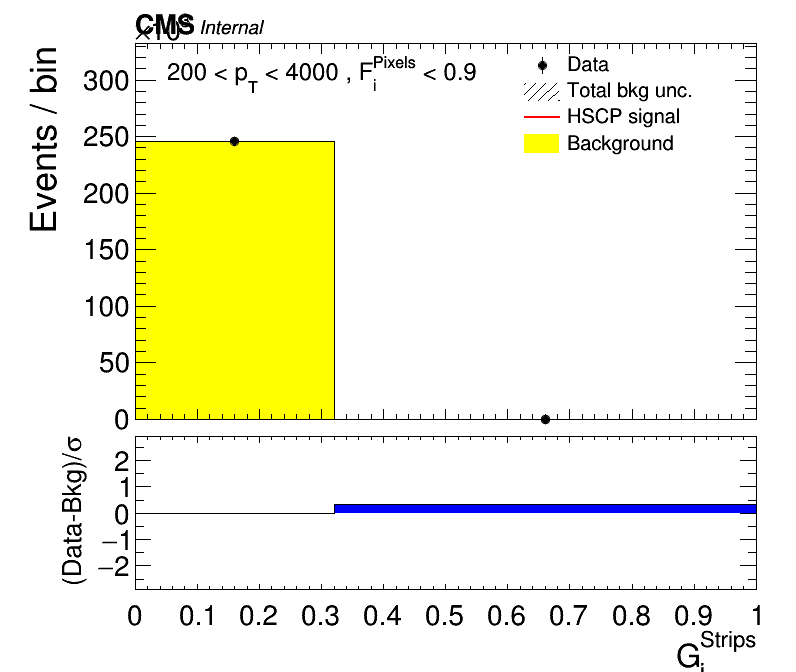 CMS Internal
Events / bin
200 < p_T < 4000 , F_i^Pixels < 0.9
Data
Total bkg unc.
HSCP signal
Background
300
250
200
150
100
50
0
(Data-Bkg)/σ
2
1
0
−1
−2
0 0.1 0.2 0.3 0.4 0.5 0.6 0.7 0.8 0.9 1
G_i^Strips